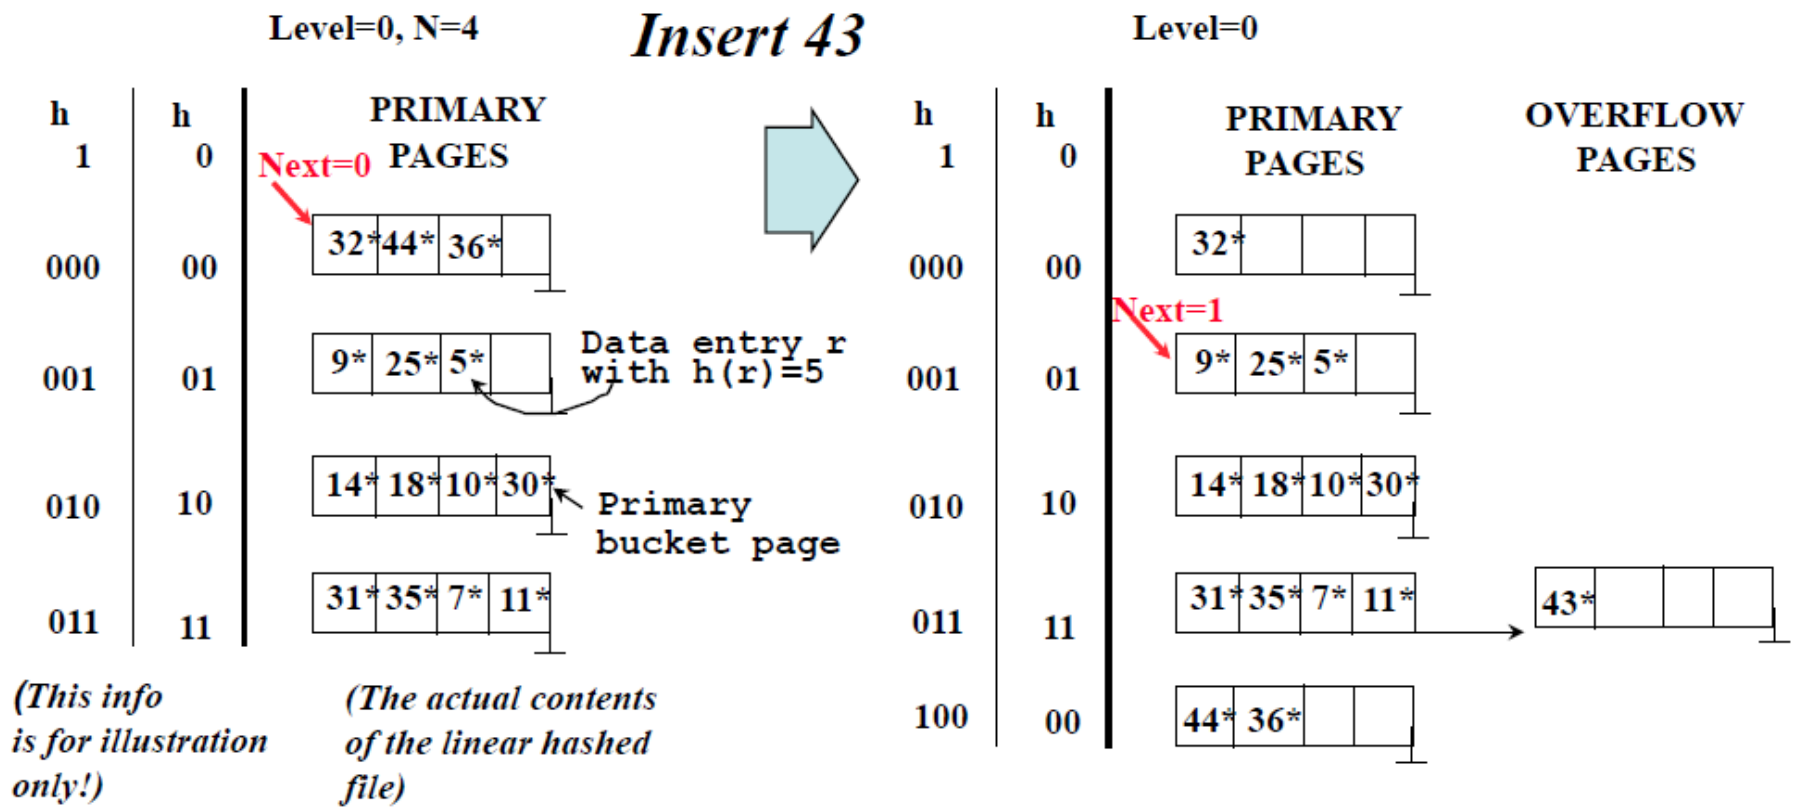 Level=0, N=4
Insert 43
Level=0
h
1
h
0
PRIMARY
PAGES
Next=0
000
00
32* 44* 36*
001
01
9* 25* 5*
Data entry r
with h(r)=5
010
10
14* 18* 10* 30*
Primary
bucket page
011
11
31* 35* 7* 11*
(This info
is for illustration
only!)
(The actual contents
of the linear hashed
file)
h
1
h
0
PRIMARY
PAGES
OVERFLOW
PAGES
000
00
32*
Next=1
001
01
9* 25* 5*
010
10
14* 18* 10* 30*
011
11
31* 35* 7* 11*
43*
100
00
44* 36*